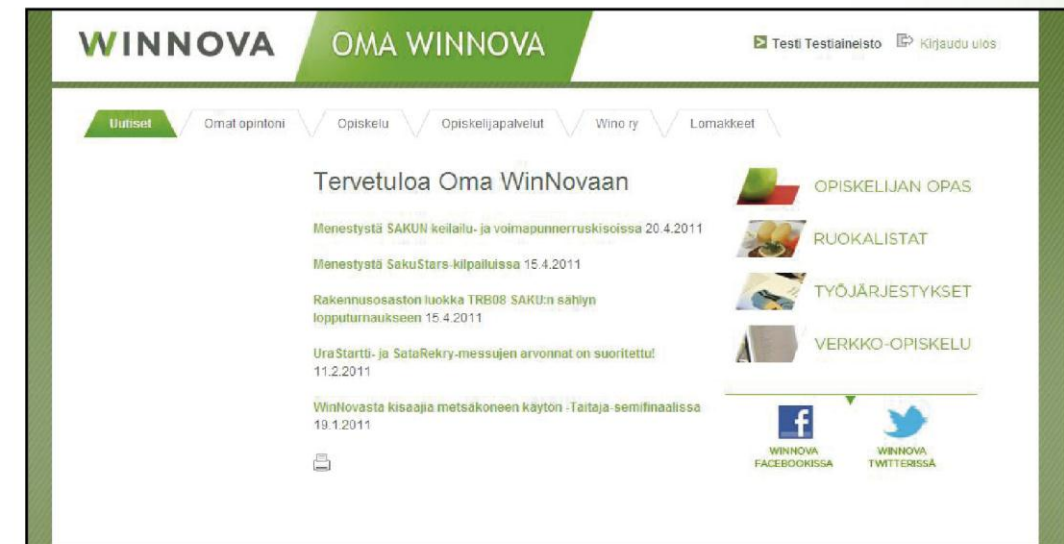 WINNOVA
OMA WINNOVA
Testi Testiaineisto
Kirjaudu ulos
Uutiset
Omat opintoni
Opiskelu
Opiskelijapalvelut
Wino ry
Lomakkeet
Tervetuloa Oma WinNovaan
Menestystä SAKUN keilailu- ja voimapunnerruskisoissa 20.4.2011
Menestystä SakuStars-kilpailuissa 15.4.2011
Rakennusosaston luokka TRB08 SAKU:n sählyn
lopputurnaukseen 15.4.2011
UraStartti- ja SataRekry-messujen arvonnat on suoritettu!
11.2.2011
WinNovasta kisaajia metsäkoneen käytön -Taitaja-semifinaalissa
19.1.2011
OPISKELIJAN OPAS
RUOKALISTAT
TYÖJÄRJESTYKSET
VERKKO-OPISKELU
WINNOVA
FACEBOOKISSA
WINNOVA
TWITTERISSÄ